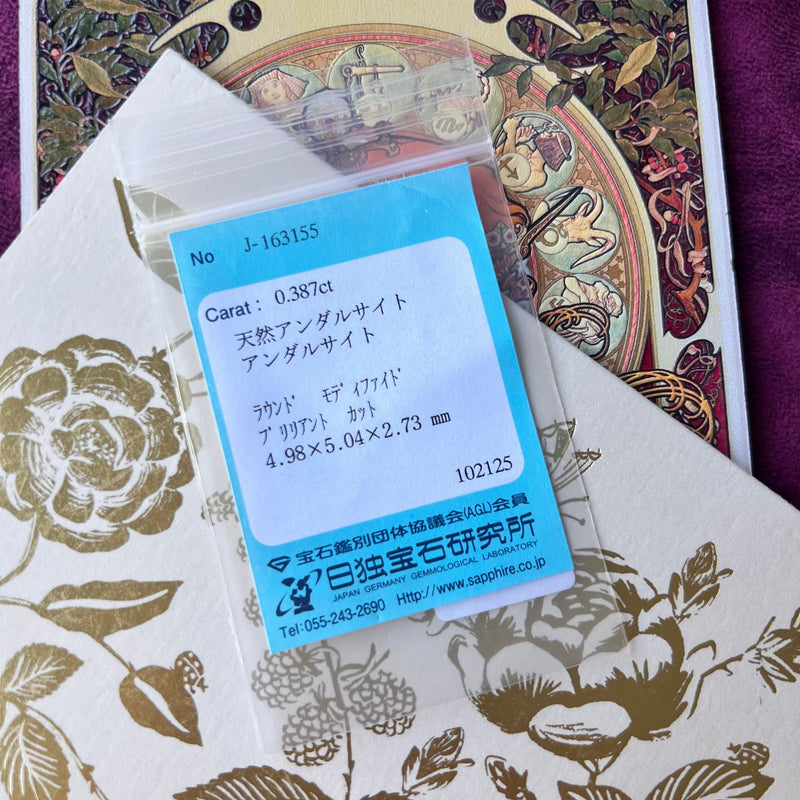 No J-163155
Carat： 0.387ct
天然アンダルサイト
アンダルサイト
ﾗｳﾝﾄﾞ ﾓﾃﾞｨﾌｧｲﾄﾞ
ﾌﾞﾘﾘｱﾝﾄ ｶｯﾄ
4.98×5.04×2.73 mm
102125
宝石鑑別団体協議会(AGL)会員
日独宝石研究所
JAPAN GERMANY GEMMOLOGICAL LABORATORY
Tel:055-243-2690 Http://www.sapphire.co.jp